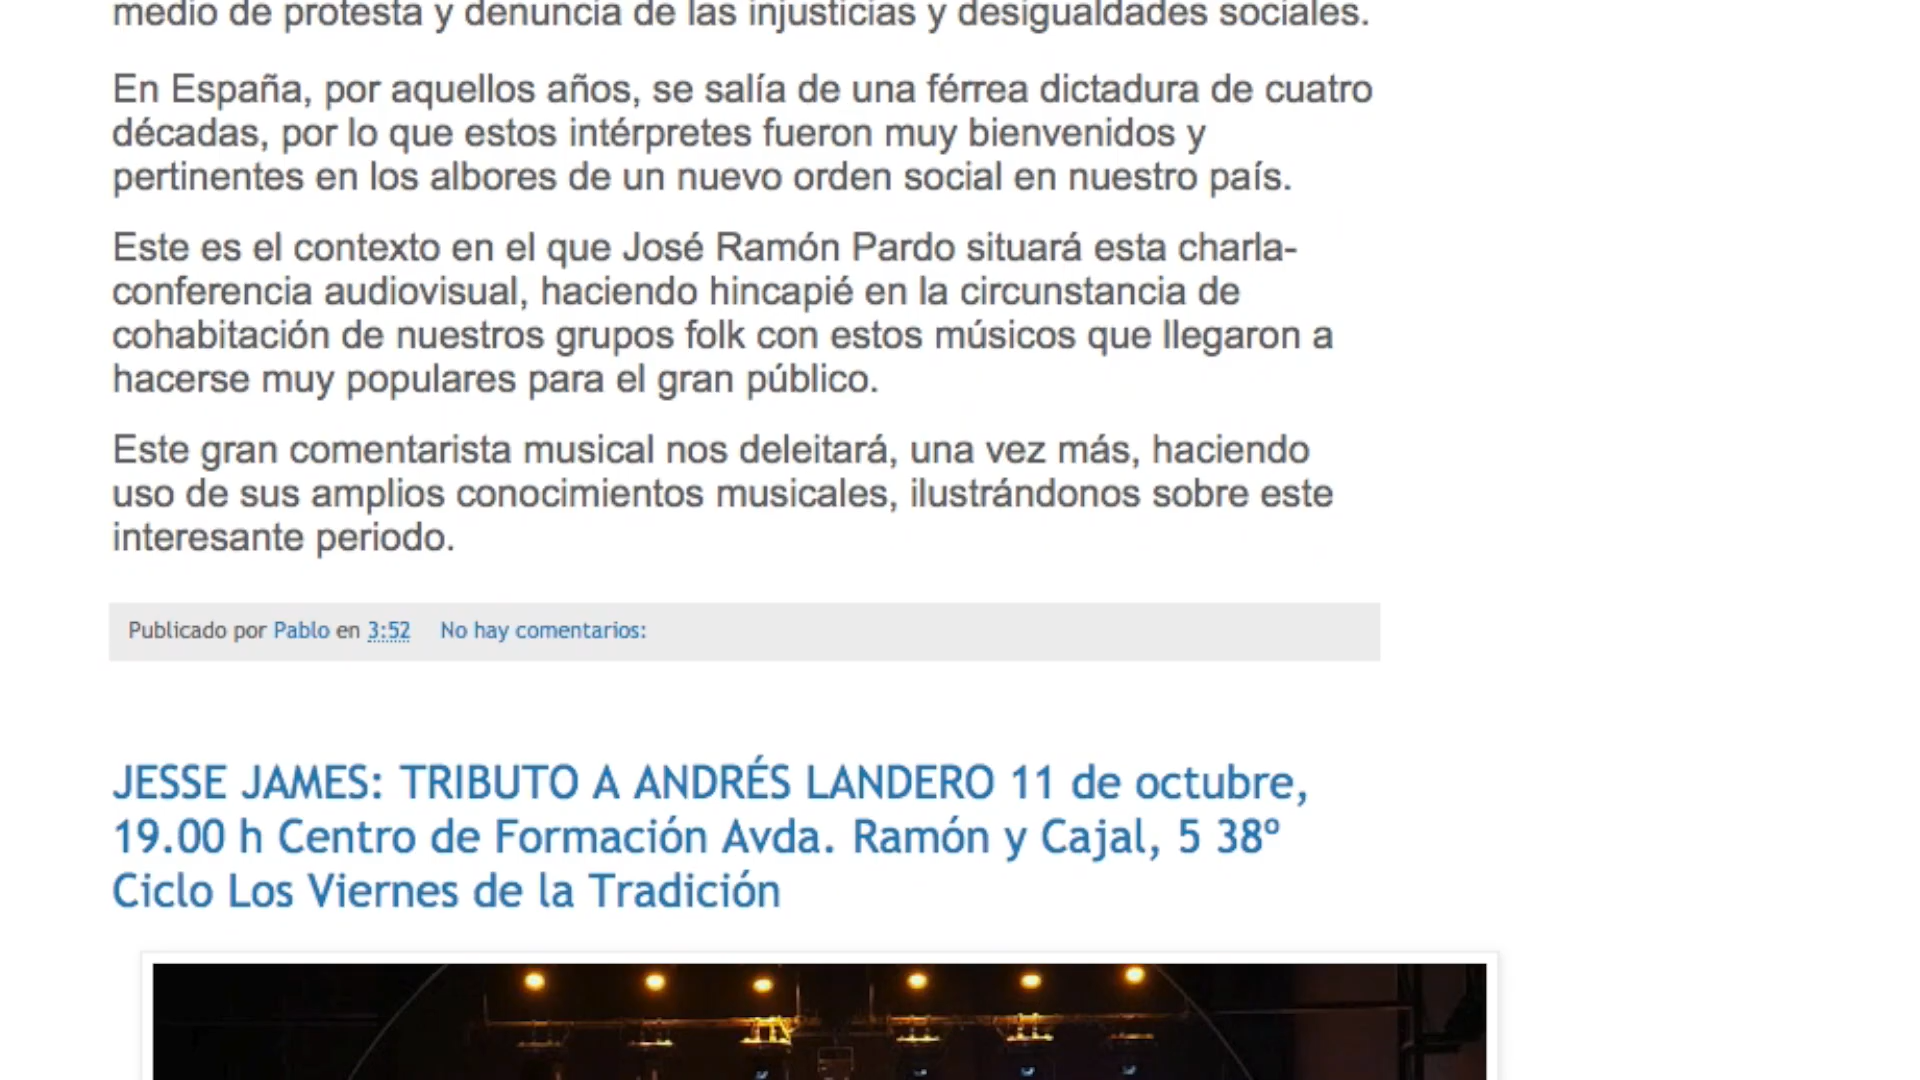 medio de protesta y denuncia de las injusticias y desigualdades sociales.
En España, por aquellos años, se salía de una férrea dictadura de cuatro
décadas, por lo que estos intérpretes fueron muy bienvenidos y
pertinentes en los albores de un nuevo orden social en nuestro país.
Este es el contexto en el que José Ramón Pardo situará esta charla-
conferencia audiovisual, haciendo hincapié en la circunstancia de
cohabitación de nuestros grupos folk con estos músicos que llegaron a
hacerse muy populares para el gran público.
Este gran comentarista musical nos deleitará, una vez más, haciendo
uso de sus amplios conocimientos musicales, ilustrándonos sobre este
interesante periodo.
Publicado por Pablo en 3:52 No hay comentarios:
JESSE JAMES: TRIBUTO A ANDRÉS LANDERO 11 de octubre,
19.00 h Centro de Formación Avda. Ramón y Cajal, 5 38º
Ciclo Los Viernes de la Tradición